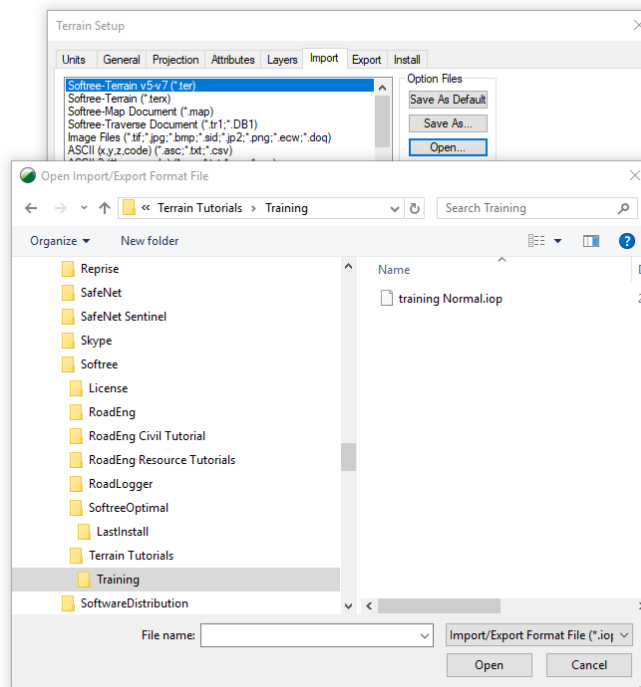 Terrain Setup
Units General Projection Attributes Layers Import Export Install
Softree-Terrain v5-v7 (*.ter)
Softree-Terrain (*.terx)
Softree-Map Document (*.map)
Softree-Traverse Document (*.tr1;*.DB1)
Image Files (*.tif;*.jpg;*.bmp;*.sid;*.jp2;*.png;*.ecw;*.doq)
ASCII (x,y,z,code) (*.asc;*.txt;*.csv)
Option Files
Save As Default
Save As...
Open...
Open Import/Export Format File
« Terrain Tutorials > Training
Search Training
Organize
New folder
Reprise
SafeNet
SafeNet Sentinel
Skype
Softree
License
RoadEng
RoadEng Civil Tutorial
RoadEng Resource Tutorials
RoadLogger
SoftreeOptimal
LastInstall
Terrain Tutorials
Training
SoftwareDistribution
Name
training Normal.iop
File name:
Import/Export Format File (*.iop
Open
Cancel